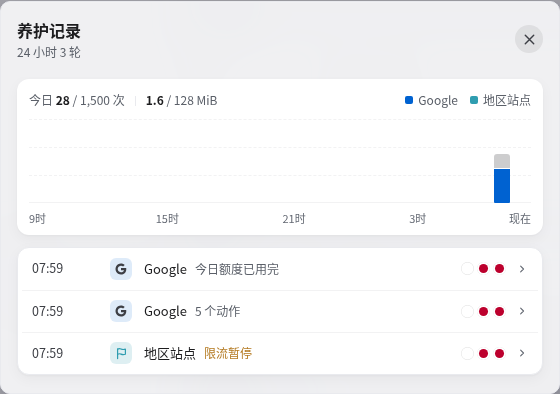 养护记录
24 小时 3 轮
今日 28 / 1,500 次 1.6 / 128 MiB Google 地区站点
9时 15时 21时 3时 现在
07:59 G Google 今日额度已用完
07:59 G Google 5 个动作
07:59 地区站点 限流暂停